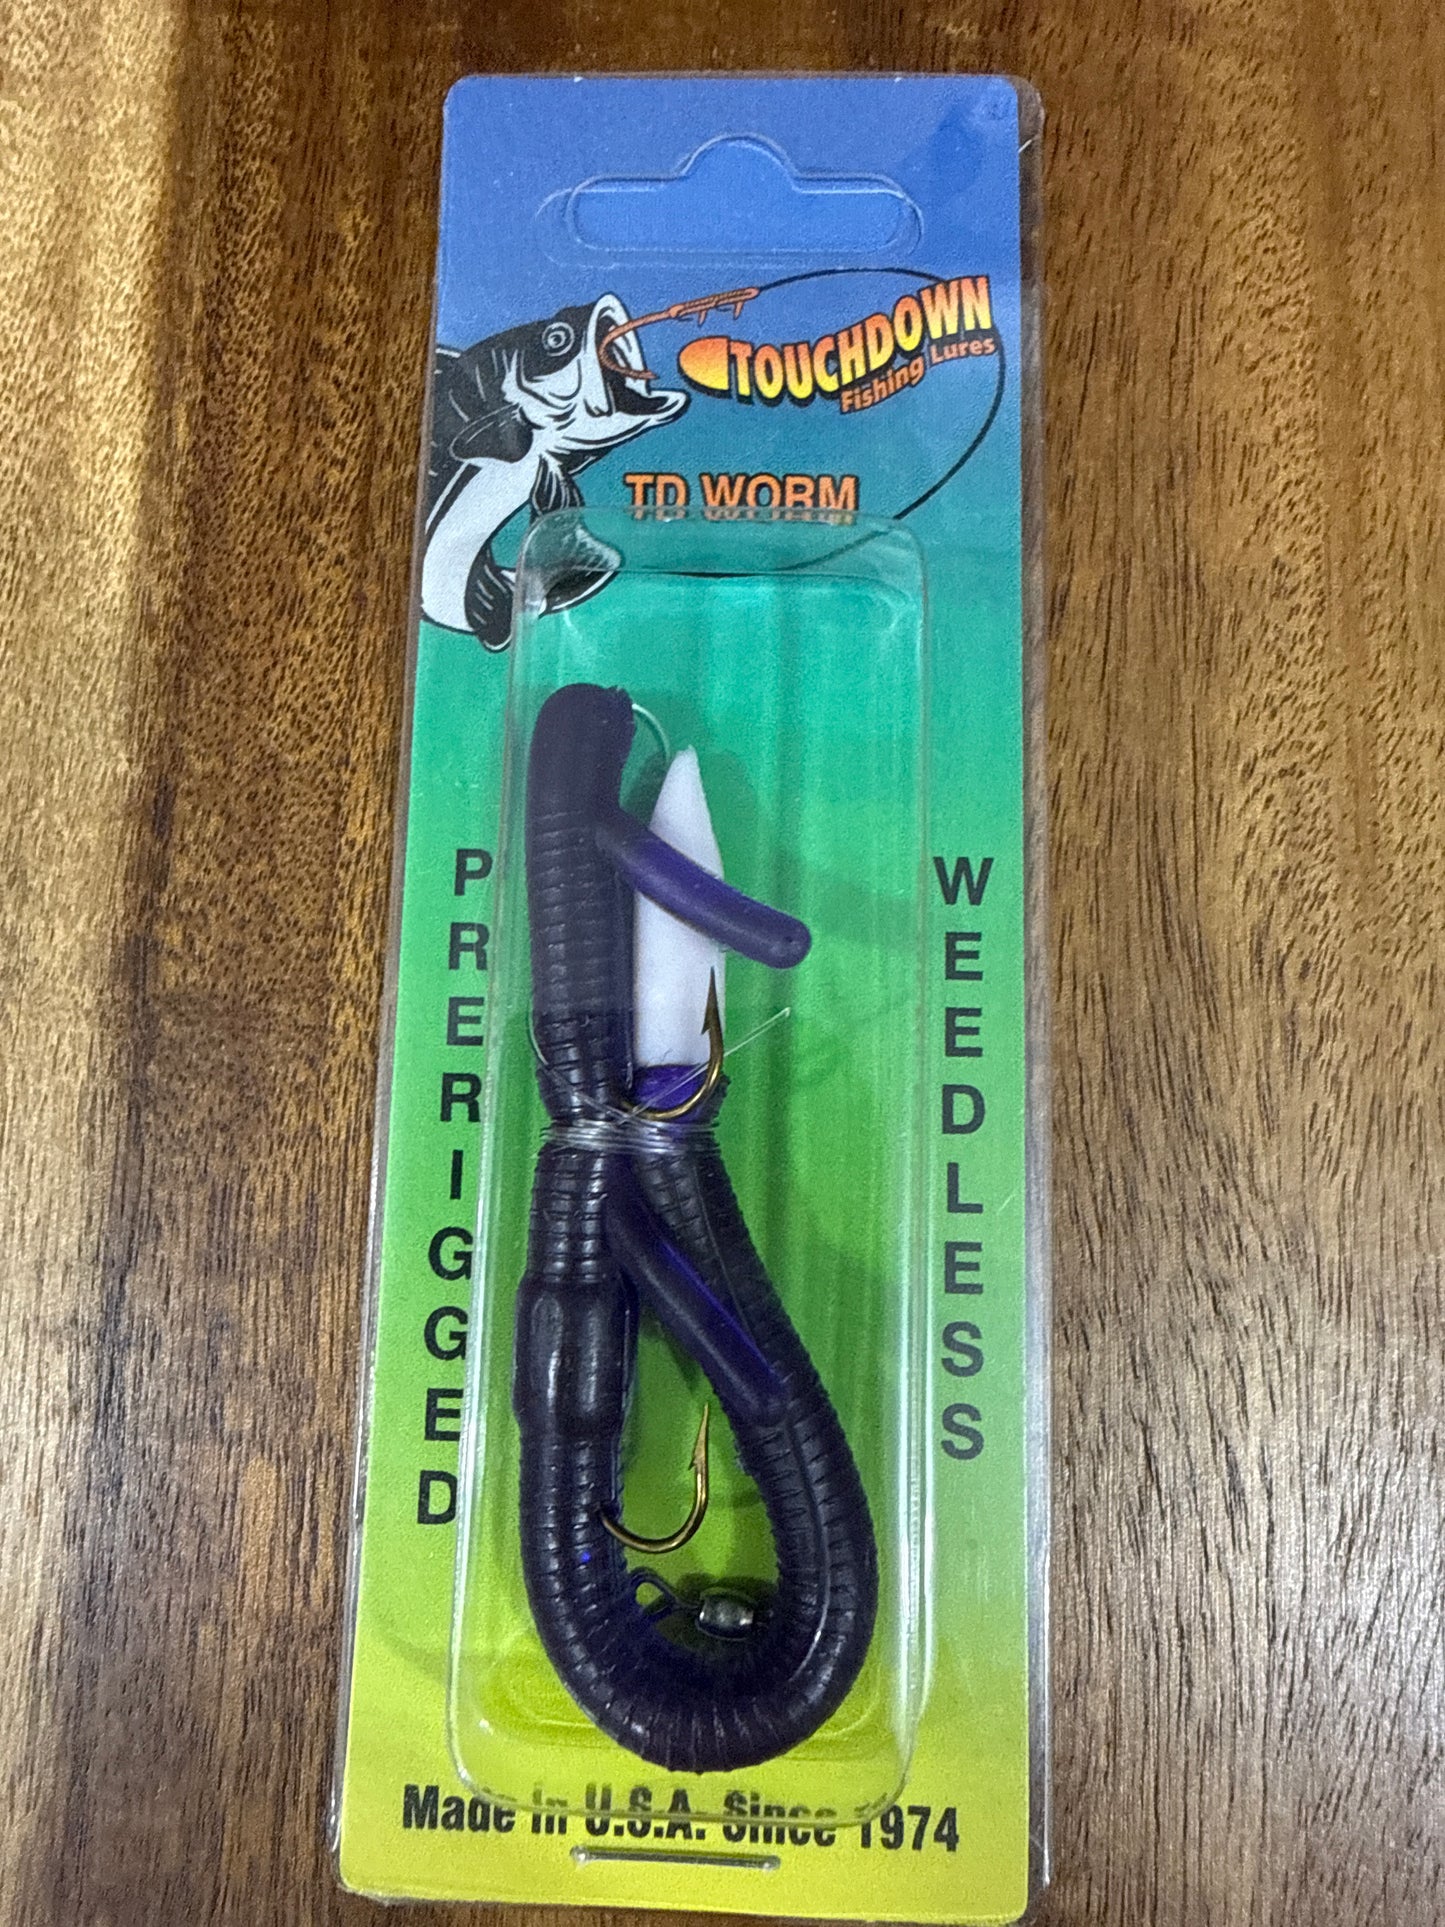 TOUCHDOWN
Fishing Lures
TD WORM
PRERIGGED
WEEDLESS
Made in U.S.A. Since 1974